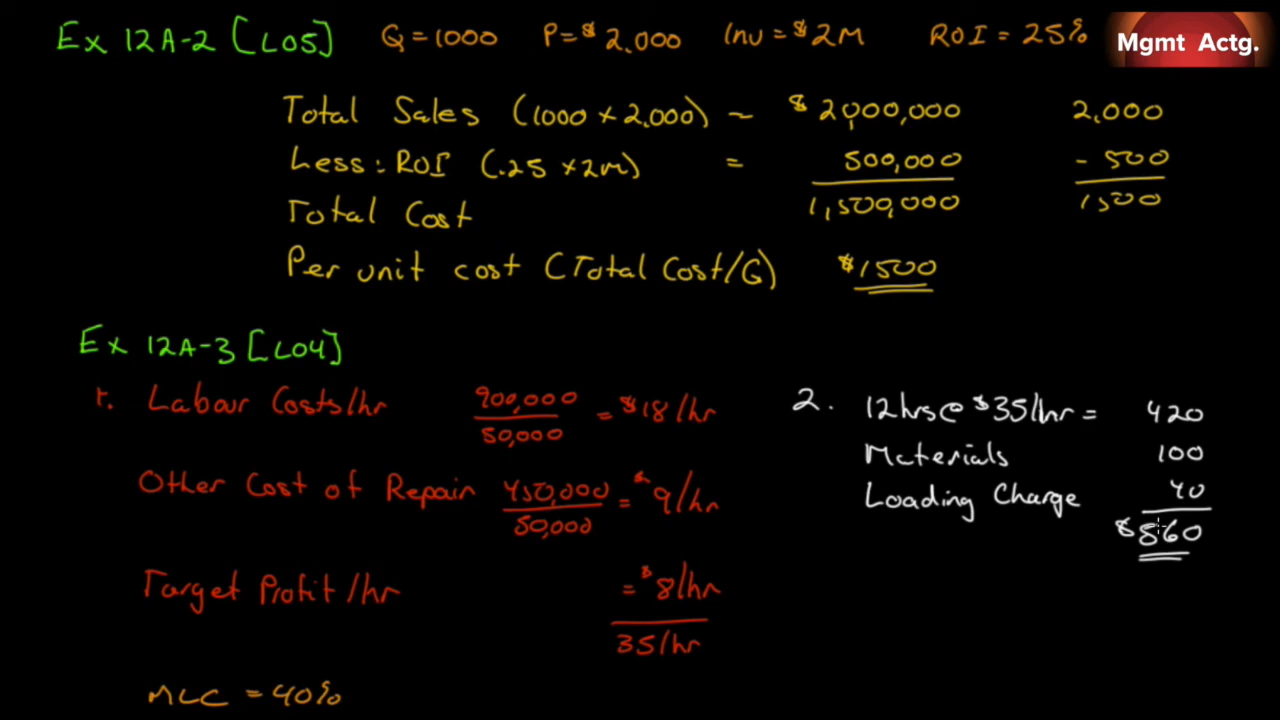 Ex 12A-2 [LO5] Q = 1000 P = $2,000 Inv = $2M ROI = 25% Mgmt Actg.
Total Sales (1000 x 2,000) = $2,000,000 2,000
Less: ROI (.25 x 2M) = 500,000 - 500
Total Cost 1,500,000 1500
Per unit cost (Total Cost/Q) $1500
Ex 12A-3 [LO4]
1. Labour Costs/hr 900,000/50,000 = $18/hr
Other Cost of Repair 450,000/50,000 = $9/hr
Target Profit/hr = $8/hr
35/hr
MLC = 40%
2. 12hrs @ $35/hr = 420
Materials 100
Loading Charge 40
$560